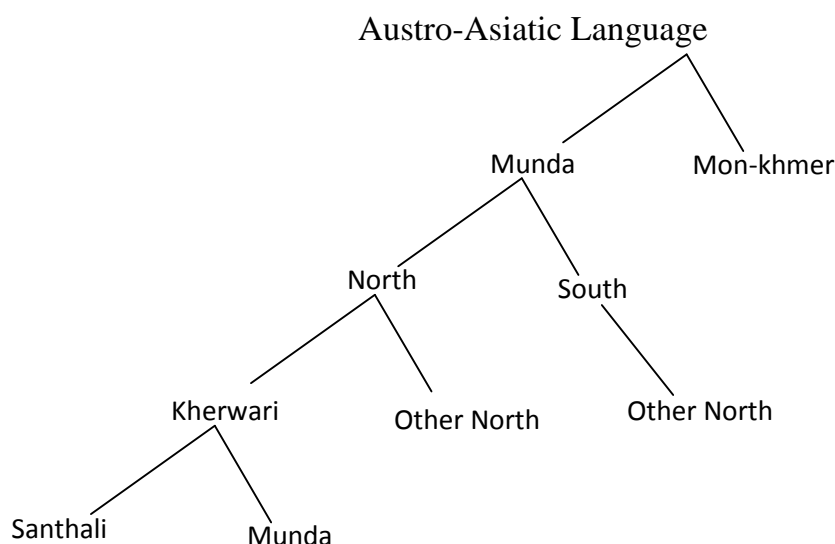 Austro-Asiatic Language
Munda
Mon-khmer
North
South
Kherwari
Other North
Other North
Santhali
Munda